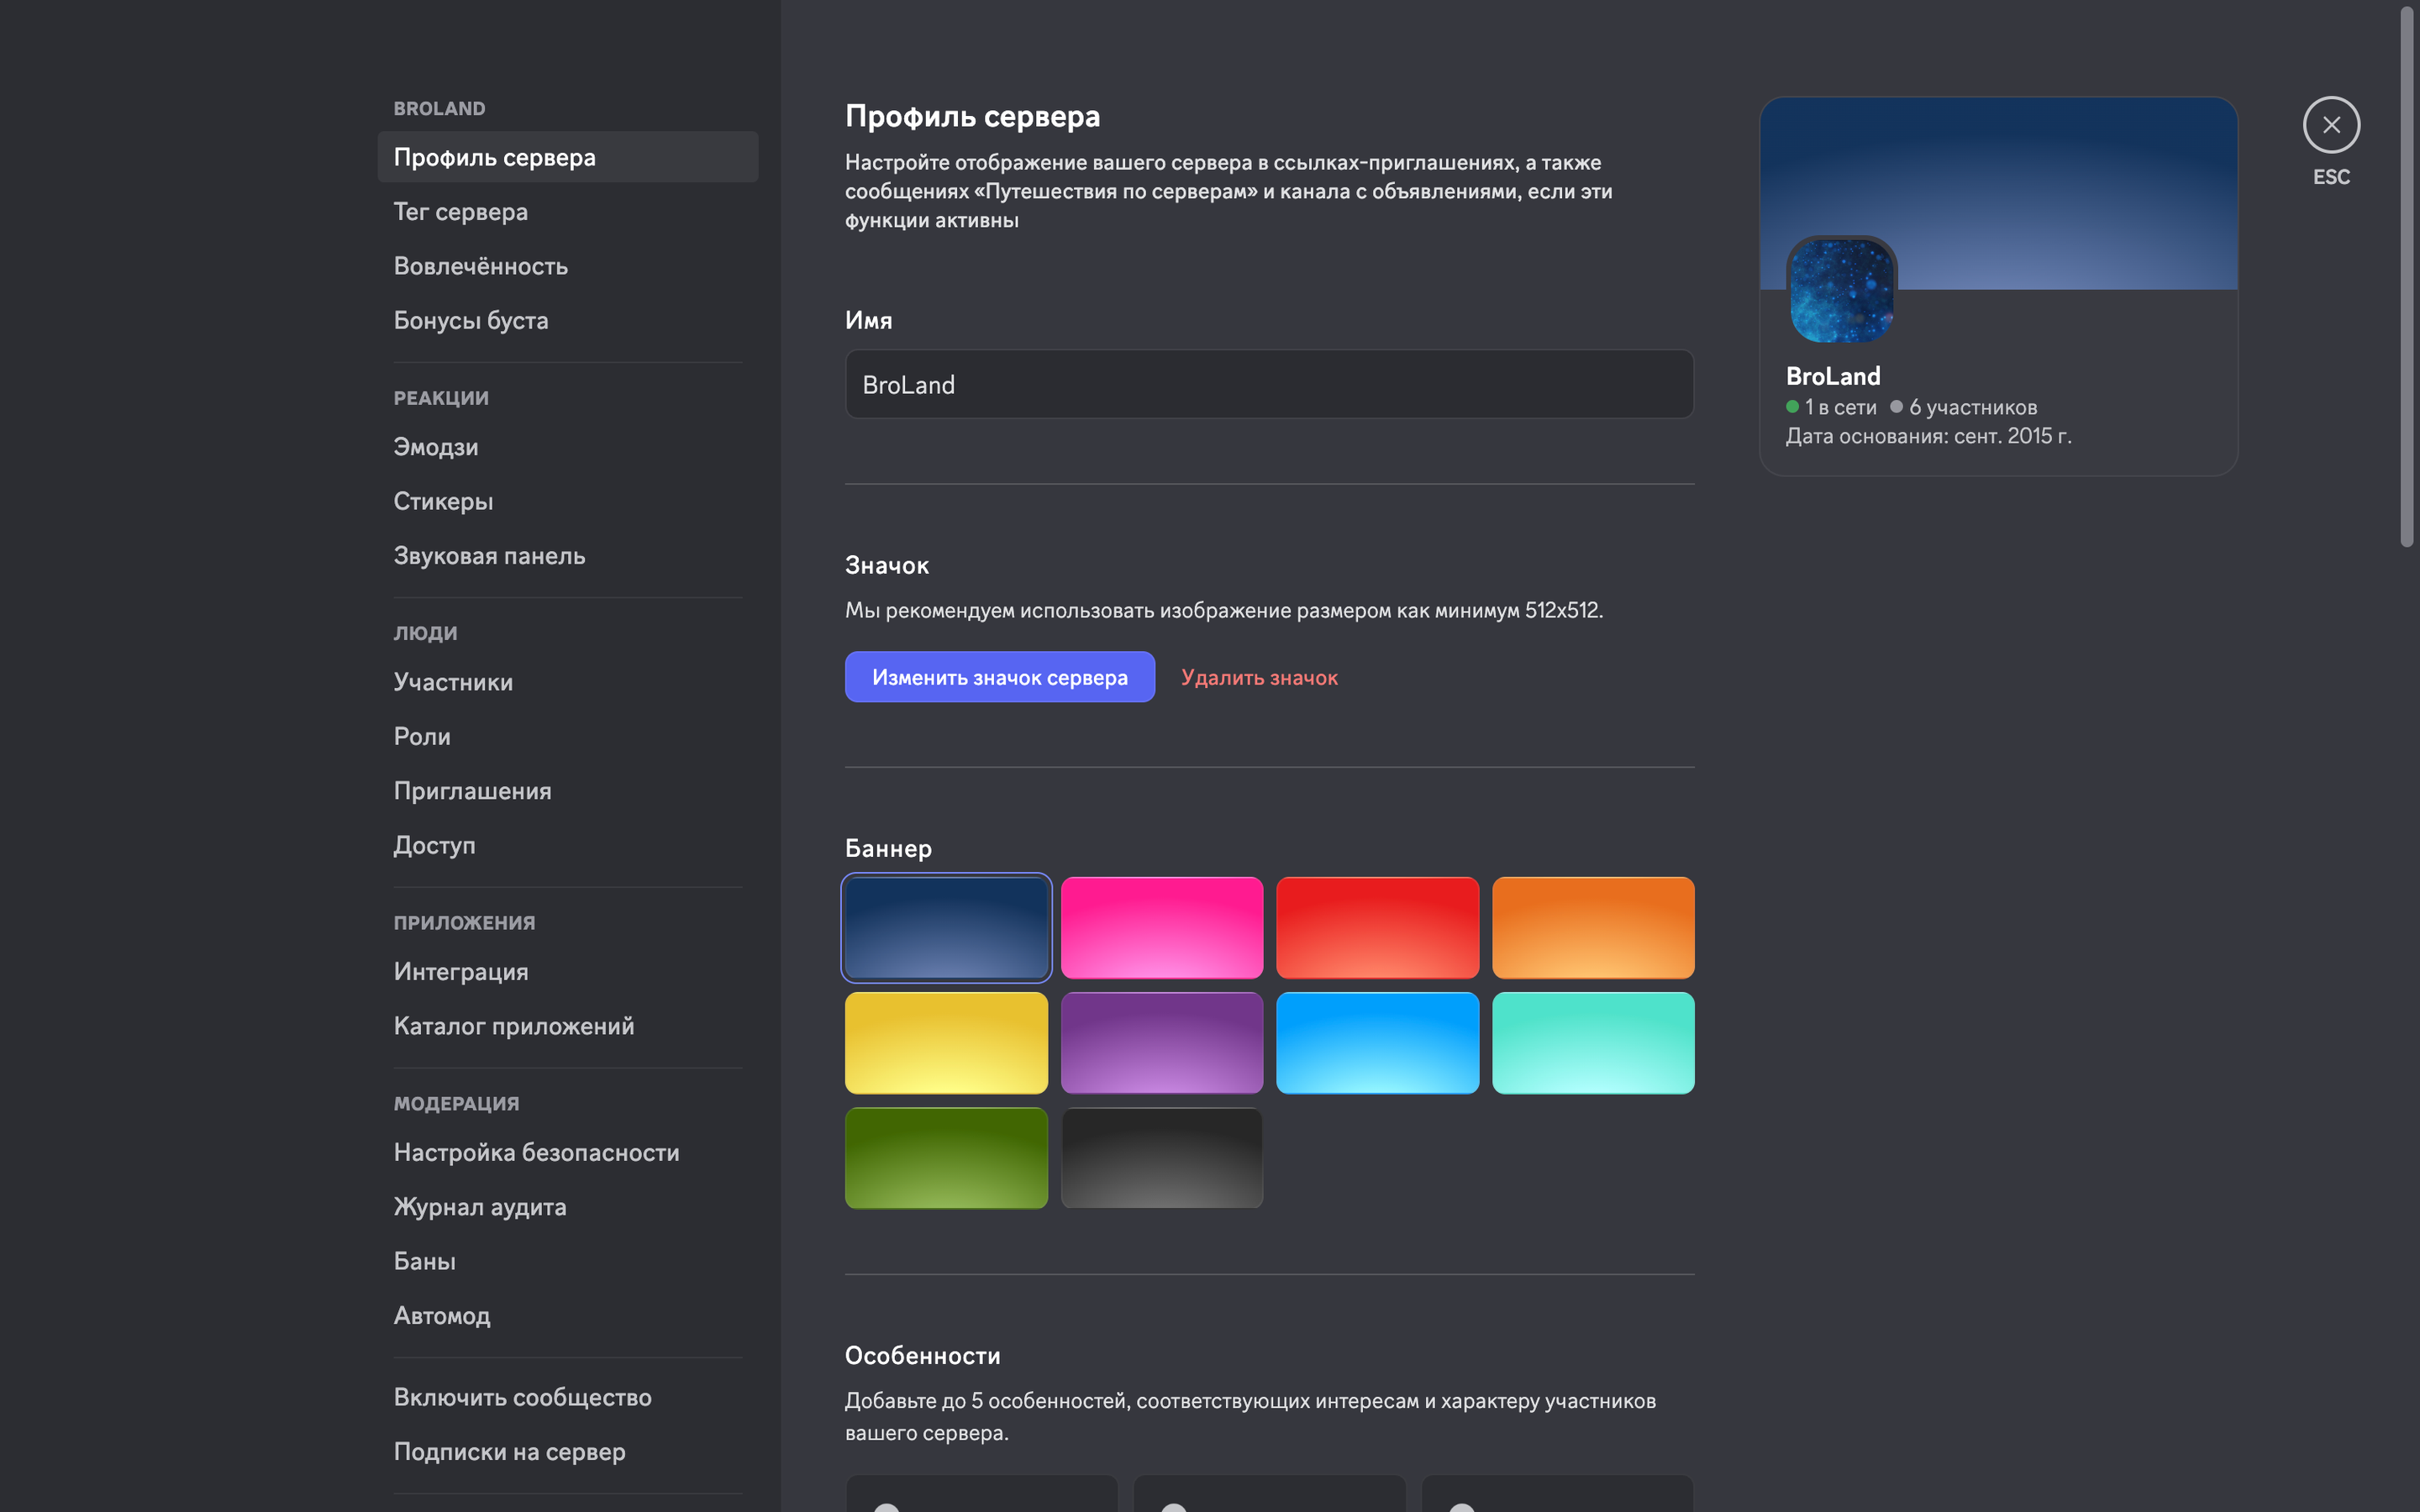 BROLAND
Профиль сервера
Тег сервера
Вовлечённость
Бонусы буста
РЕАКЦИИ
Эмодзи
Стикеры
Звуковая панель
ЛЮДИ
Участники
Роли
Приглашения
Доступ
ПРИЛОЖЕНИЯ
Интеграция
Каталог приложений
МОДЕРАЦИЯ
Настройка безопасности
Журнал аудита
Баны
Автомод
Включить сообщество
Подписки на сервер
Профиль сервера
Настройте отображение вашего сервера в ссылках-приглашениях, а также
сообщениях «Путешествия по серверам» и канала с объявлениями, если эти
функции активны
Имя
BroLand
Значок
Мы рекомендуем использовать изображение размером как минимум 512x512.
Изменить значок сервера
Удалить значок
Баннер
Особенности
Добавьте до 5 особенностей, соответствующих интересам и характеру участников
вашего сервера.
BroLand
1 в сети 6 участников
Дата основания: сент. 2015 г.
ESC